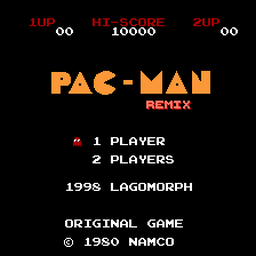 1UP HI-SCORE 2UP
00 10000 00
PAC-MAN
REMIX
1 PLAYER
2 PLAYERS
1998 LAGOMORPH
ORIGINAL GAME
© 1980 NAMCO